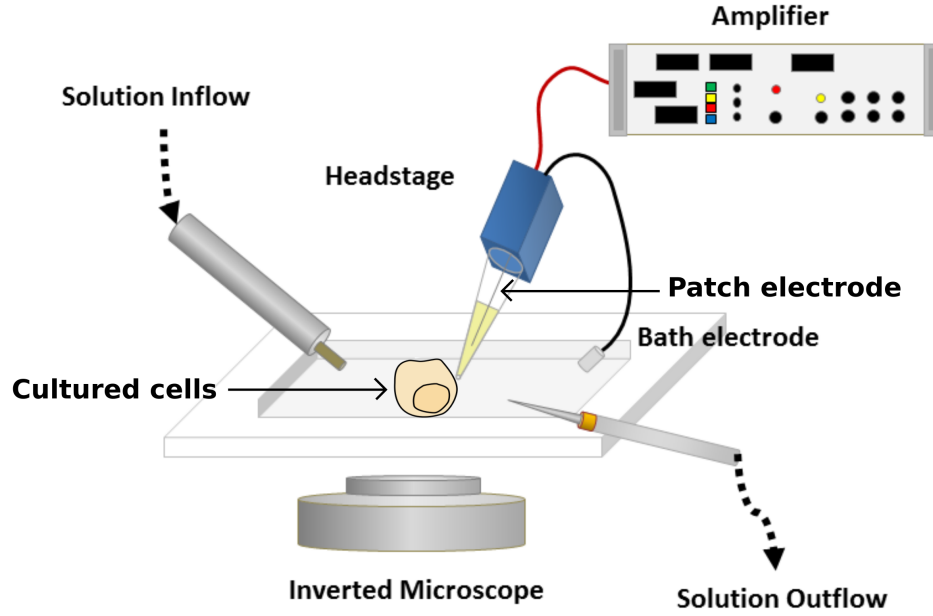 Amplifier
Solution Inflow
Headstage
Patch electrode
Bath electrode
Cultured cells
Inverted Microscope
Solution Outflow